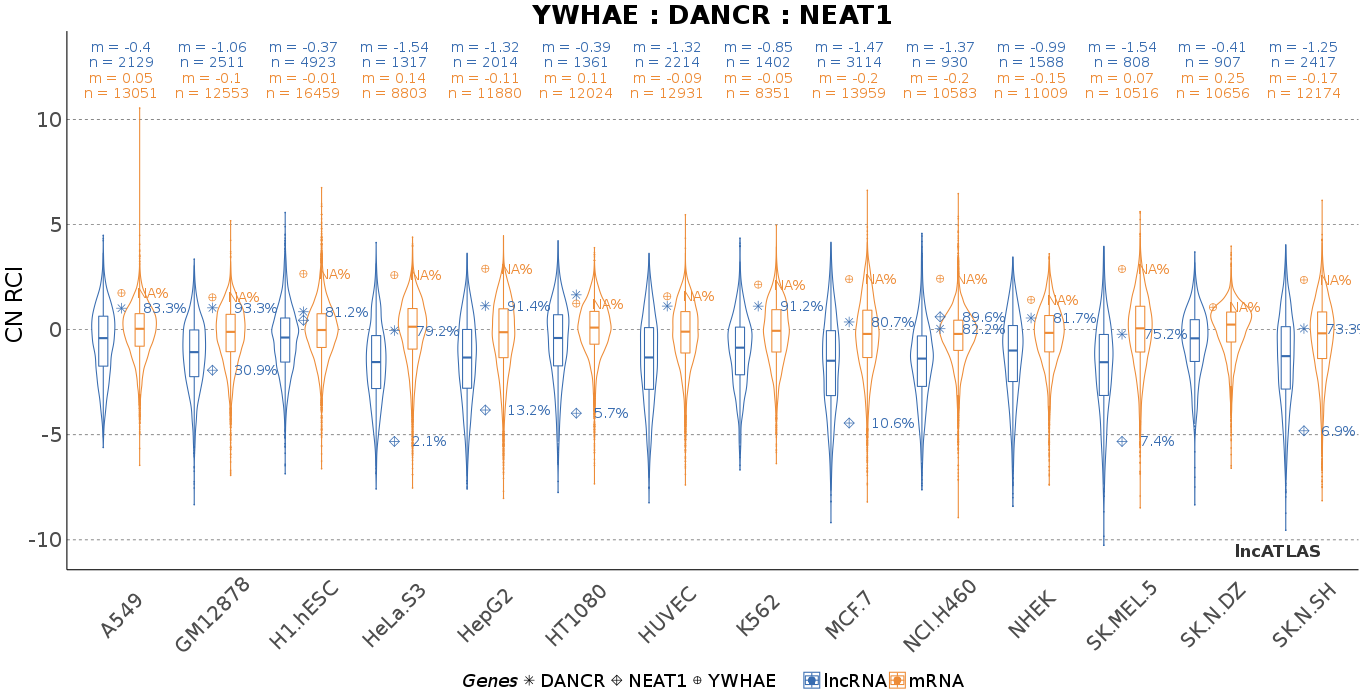 YWHAE : DANCR : NEAT1
m = -0.4 m = -1.06 m = -0.37 m = -1.54 m = -1.32 m = -0.39 m = -1.32 m = -0.85 m = -1.47 m = -1.37 m = -0.99 m = -1.54 m = -0.41 m = -1.25
n = 2129 n = 2511 n = 4923 n = 1317 n = 2014 n = 1361 n = 2214 n = 1402 n = 3114 n = 930 n = 1588 n = 808 n = 907 n = 2417
m = 0.05 m = -0.1 m = -0.01 m = 0.14 m = -0.11 m = 0.11 m = -0.09 m = -0.05 m = -0.2 m = -0.2 m = -0.15 m = 0.07 m = 0.25 m = -0.17
n = 13051 n = 12553 n = 16459 n = 8803 n = 11880 n = 12024 n = 12931 n = 8351 n = 13959 n = 10583 n = 11009 n = 10516 n = 10656 n = 12174
10
5
0
-5
-10
CN RCI
NA% 83.3%
NA% 93.3% 30.9%
NA% 81.2%
NA% 79.2% 2.1%
NA% 91.4% 13.2%
NA% 5.7%
NA%
NA% 91.2%
NA% 80.7% 10.6%
NA% 89.6% 82.2%
NA% 81.7%
NA% 75.2% 7.4%
NA%
NA% 73.3% 6.9%
lncATLAS
A549 GM12878 H1.hESC HeLa.S3 HepG2 HT1080 HUVEC K562 MCF.7 NCI.H460 NHEK SK.MEL.5 SK.N.DZ SK.N.SH
Genes DANCR NEAT1 YWHAE lncRNA mRNA